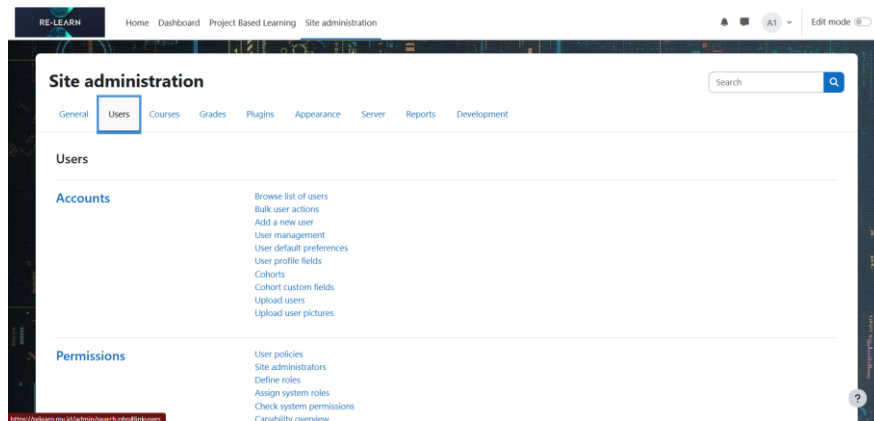 RE-LEARN
Home Dashboard Project Based Learning Site administration
A1
Edit mode
Site administration
Search
General Users Courses Grades Plugins Appearance Server Reports Development
Users
Accounts
Browse list of users
Bulk user actions
Add a new user
User management
User default preferences
User profile fields
Cohorts
Cohort custom fields
Upload users
Upload user pictures
Permissions
User policies
Site administrators
Define roles
Assign system roles
Check system permissions
Capability overview
?
https://relearn.my.id/admin/search.php#linkusers